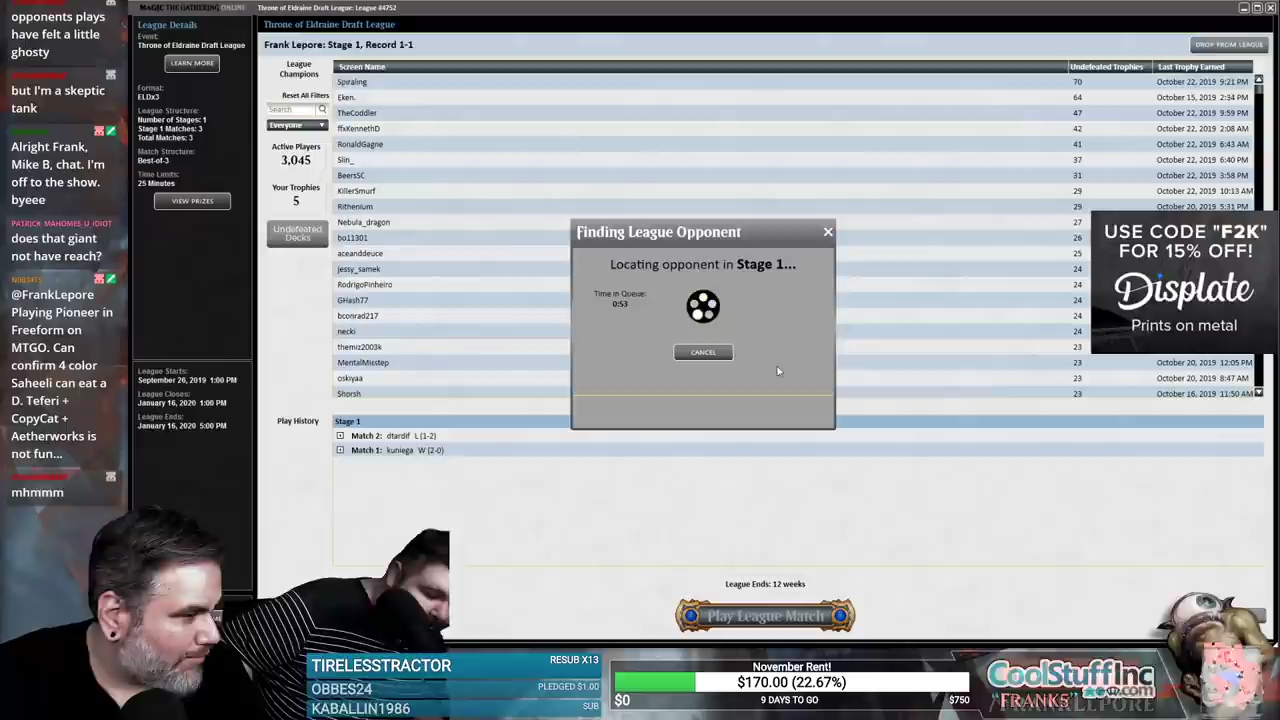 opponents plays
have felt a little
ghosty
but I'm a skeptic
tank
Alright Frank,
Mike B, chat. I'm
off to the show.
byeee
PATRICK MAHOMES U_IDIOT
does that giant
not have reach?
@FrankLepore
Playing Pioneer in
Freeform on
MTGO. Can
confirm 4 color
Saheeli can ea a
D. Teferi +
CopyCat +
Aetherworks is
not fun...
mhmmm
MAGIC THE GATHERING ONLINE
Throne of Eldraine Draft League: League #4752
League Details
Event:
Throne of Eldraine Draft League
LEARN MORE
Format:
ELDx3
League Structure:
Number of Stages: 1
Stage 1 Matches: 3
Total Matches: 3
Match Structure:
Best-of-3
Time Limits:
25 Minutes
VIEW PRIZES
League Starts:
September 26, 2019 1:00 PM
League Closes:
January 16, 2020 1:00 PM
League Ends:
January 16, 2020 5:00 PM
Throne of Eldraine Draft League
Frank Lepore: Stage 1, Record 1-1
DROP FROM LEAGUE
League
Champions
Reset All Filters
Search
Everyone
Active Players
3,045
Your Trophies
5
Undefeated
Decks
Screen Name Undefeated Trophies Last Trophy Earned
Spiraling 70 October 22, 2019 9:21 PM
Eken. 64 October 15, 2019 2:34 PM
TheCoddler 47 October 22, 2019 9:59 PM
ffxKennethD 42 October 22, 2019 2:08 AM
RonaldGagne 41 October 22, 2019 6:43 AM
Slin_ 37 October 22, 2019 6:40 PM
BeersSC 31 October 22, 2019 3:58 PM
KillerSmurf 29 October 22, 2019 10:13 AM
Rithenium 29 October 20, 2019 5:31 PM
Nebula_dragon 27
bo11301 26
aceanddeuce 25
jessy_samek 24
RodrigoPinheiro 24
GHash77 24
bconrad217 24
necki 24
themiz2003k 23
MentalMisstep 23 October 20, 2019 12:05 PM
oskiyaa 23 October 20, 2019 8:47 AM
Shorsh 23 October 16, 2019 11:50 AM
Finding League Opponent
Locating opponent in Stage 1...
Time in Queue:
0:53
CANCEL
USE CODE "F2K"
FOR 15% OFF!
Displate
Prints on metal
Play History
Stage 1
Match 2: dtardif L (1-2)
Match 1: kuniega W (2-0)
League Ends: 12 weeks
Play League Match
TIRELESSTRACTOR RESUB X13
OBBES24 PLEDGED $1.00
KABALLIN1986 SUB
November Rent!
$170.00 (22.67%)
$0 9 DAYS TO GO $750
CoolStuffInc
.com
FRANKS
/FRANKLEPORE